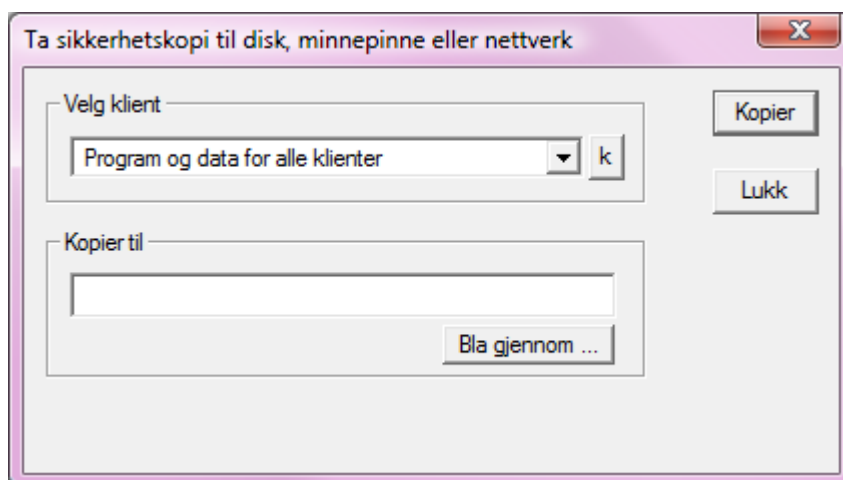 Ta sikkerhetskopi til disk, minnepinne eller nettverk
Velg klient
Program og data for alle klienter
k
Kopier
Lukk
Kopier til
Bla gjennom ...